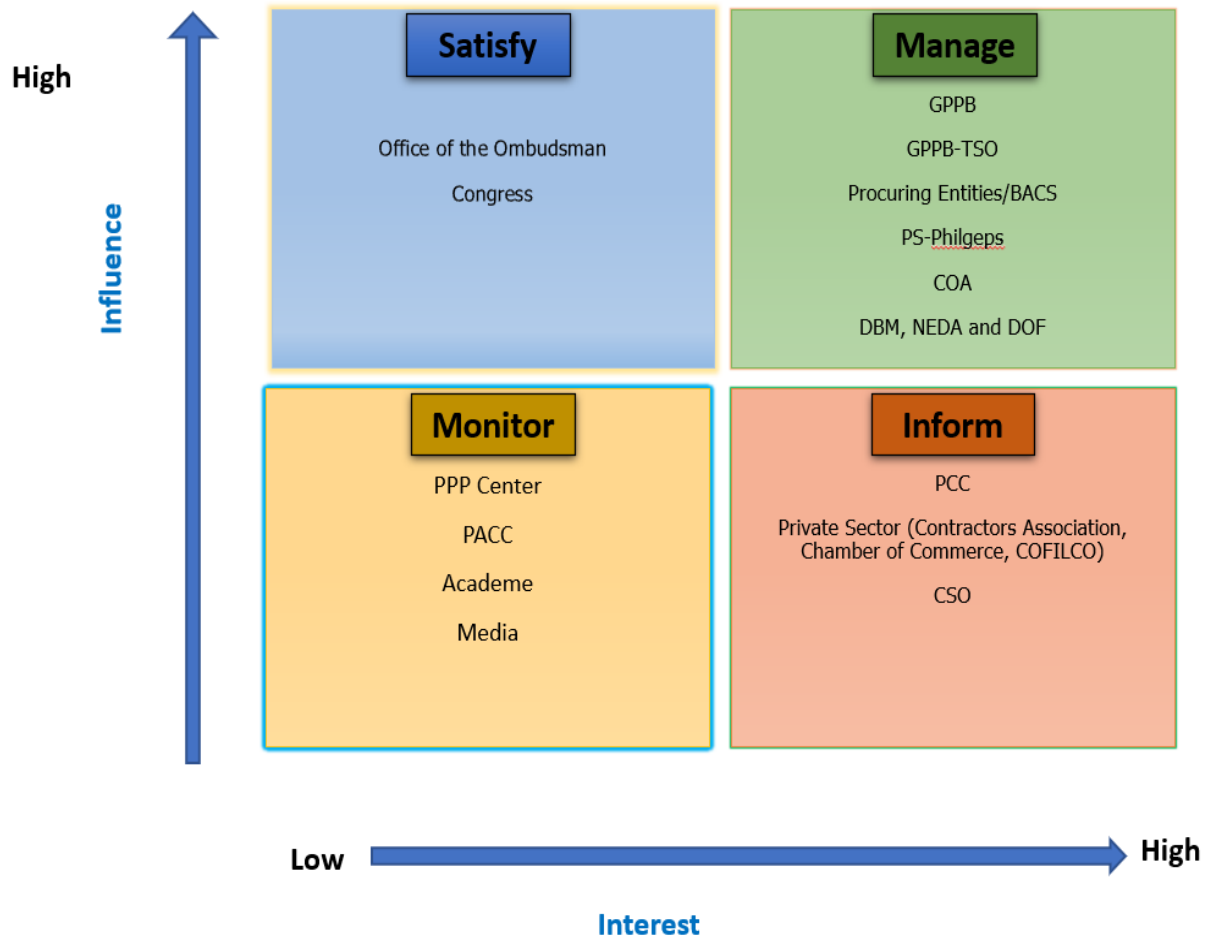 High
Influence
Satisfy
Office of the Ombudsman
Congress
Manage
GPPB
GPPB-TSO
Procuring Entities/BACS
PS-Philgeps
COA
DBM, NEDA and DOF
Monitor
PPP Center
PACC
Academe
Media
Inform
PCC
Private Sector (Contractors Association,
Chamber of Commerce, COFILCO)
CSO
Low
High
Interest